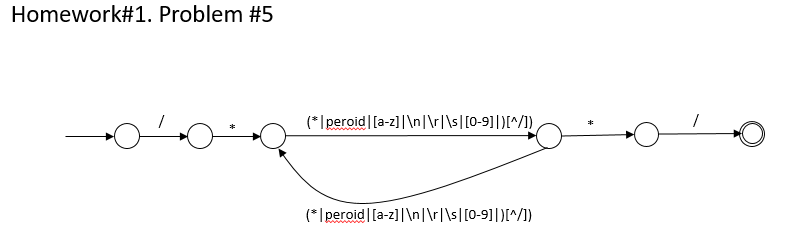 Homework#1. Problem #5
/ * (*|peroid|[a-z]|\n|\r|\s|[0-9]|)[^/]) * /
(*|peroid|[a-z]|\n|\r|\s|[0-9]|)[^/])